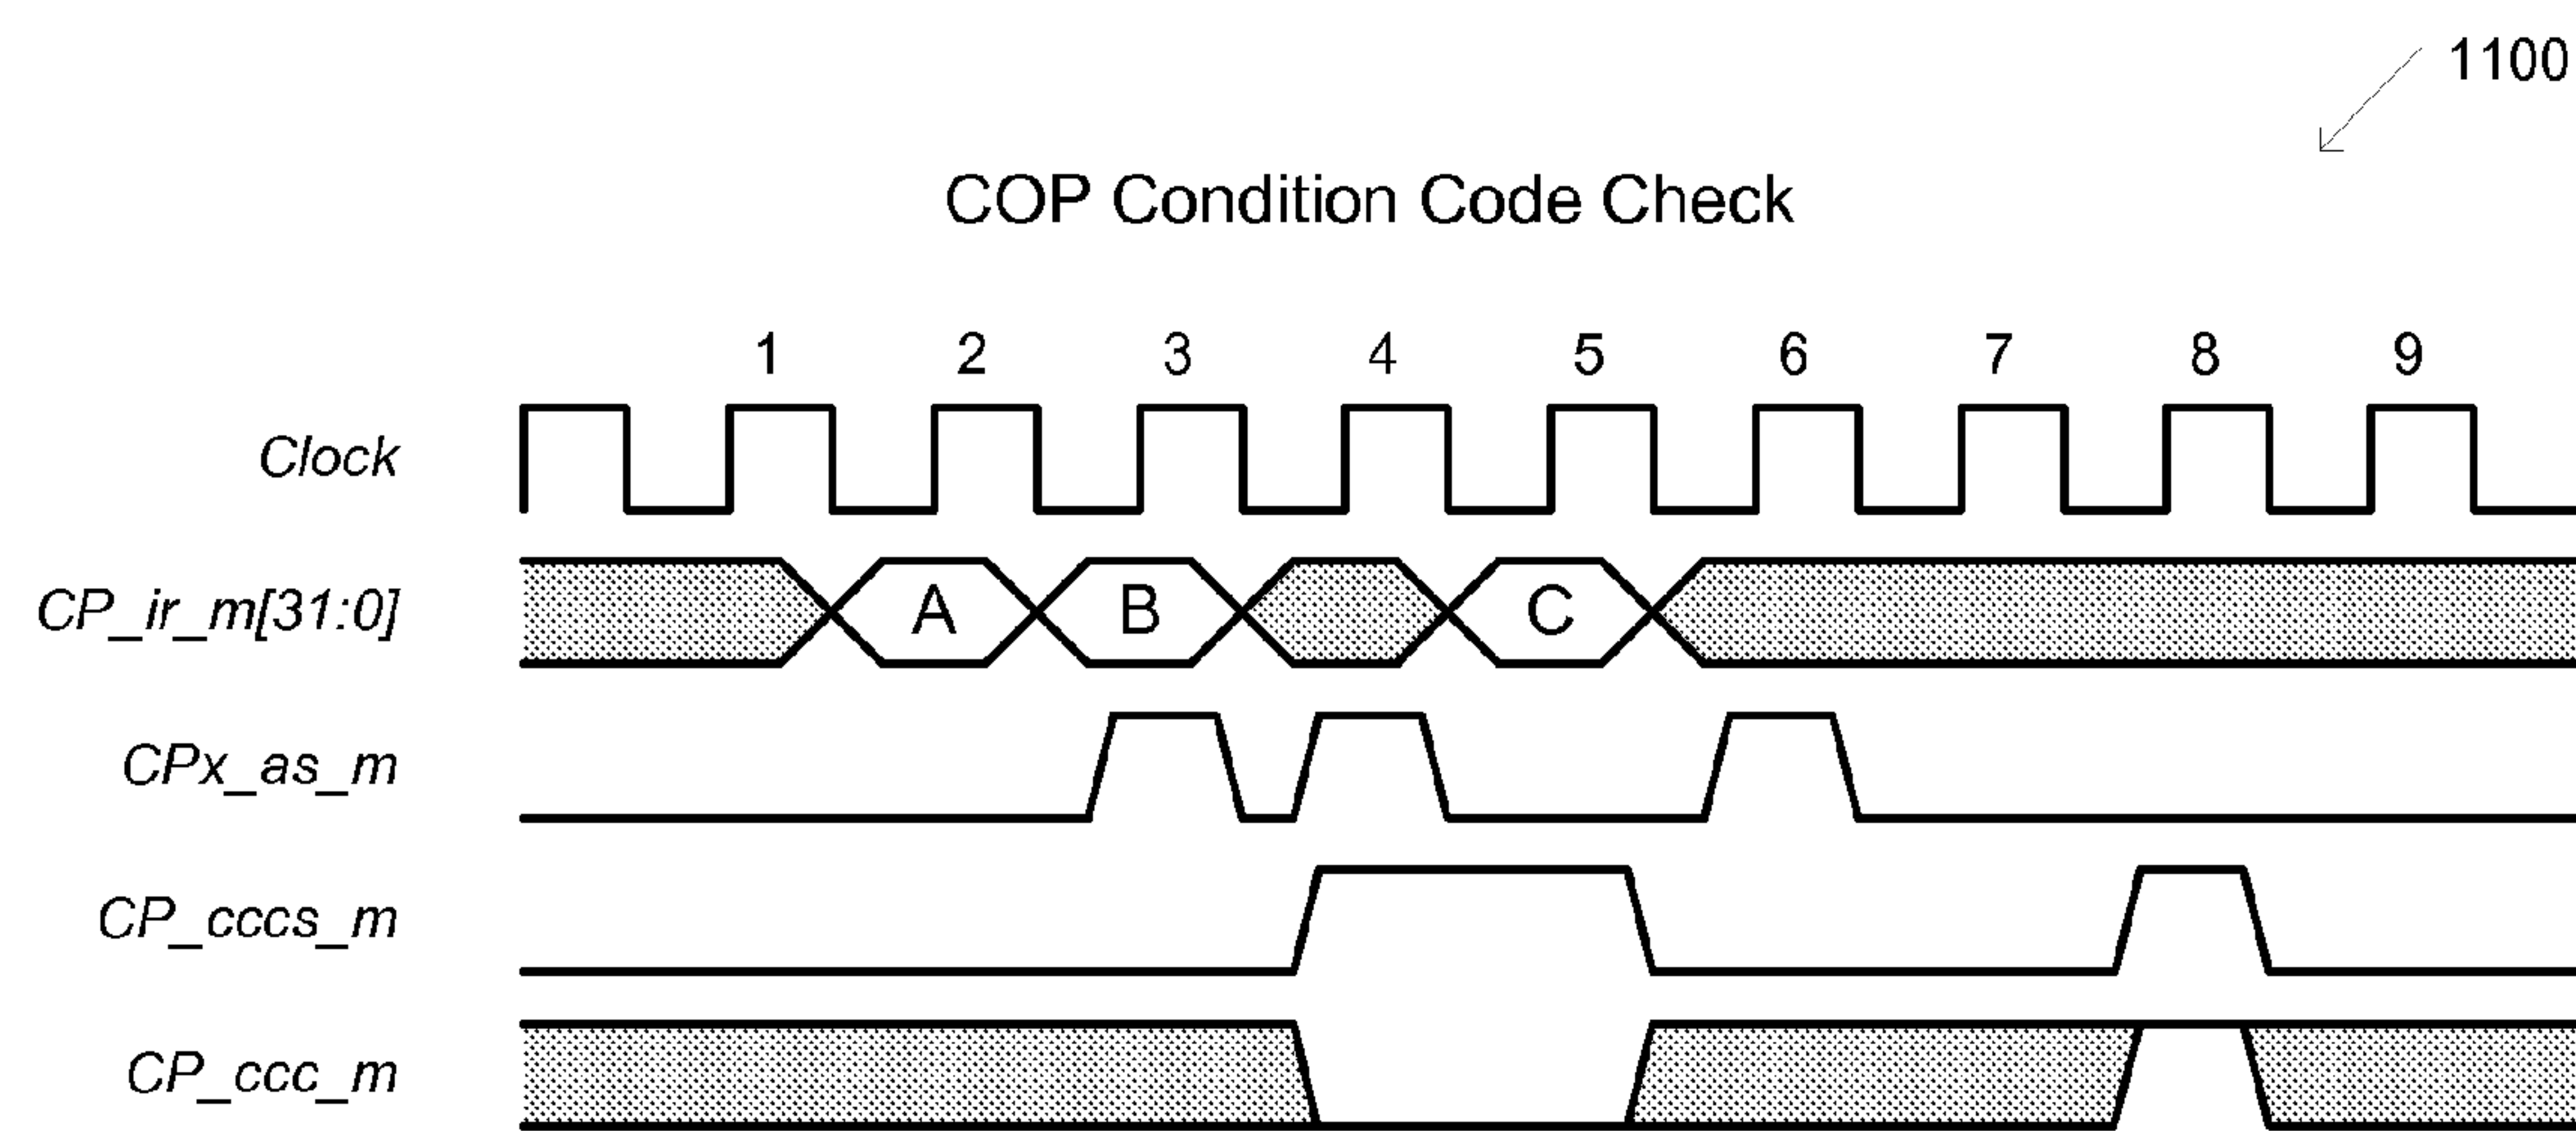 1100
COP Condition Code Check
1 2 3 4 5 6 7 8 9
Clock
CP_ir_m[31:0] A B C
CPx_as_m
CP_cccs_m
CP_ccc_m